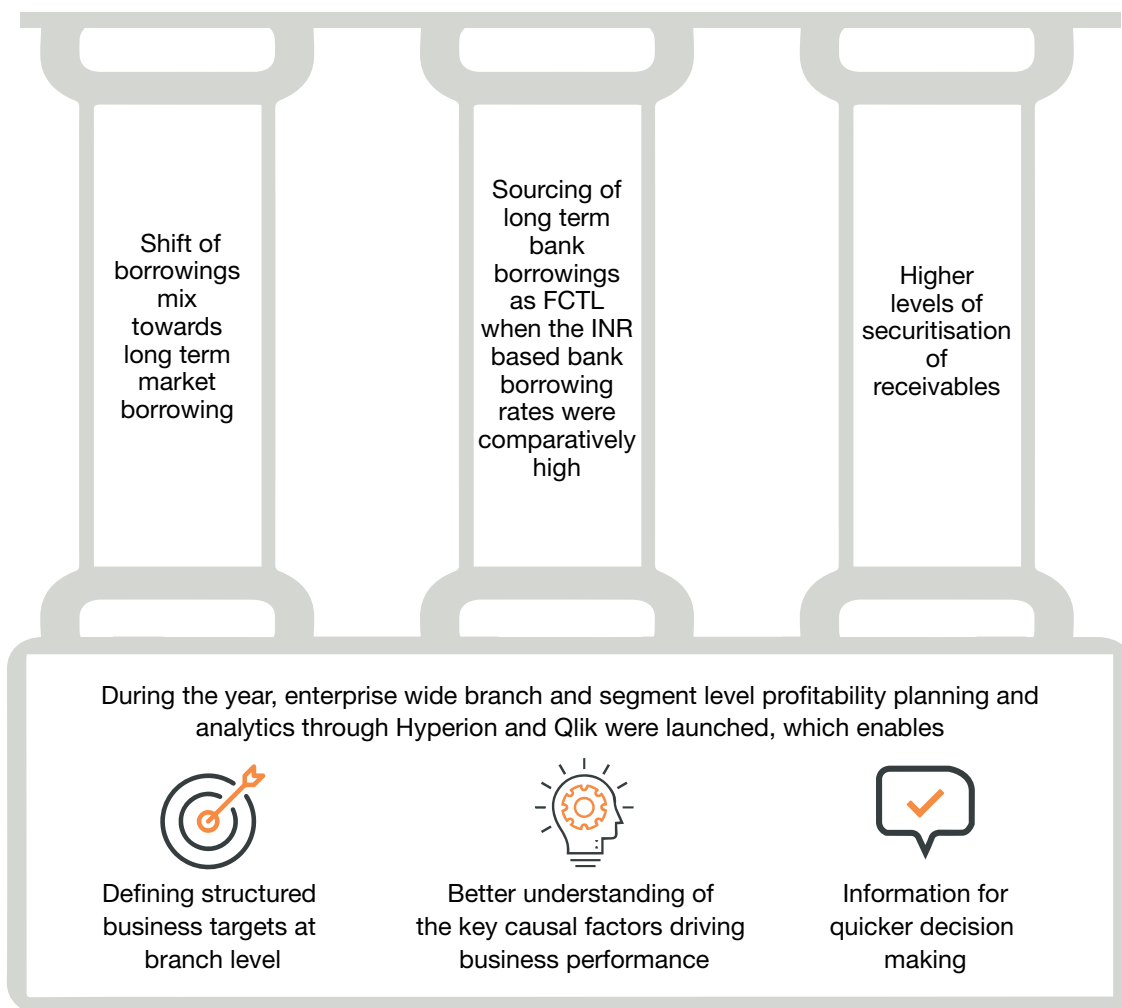 Shift of
borrowings
mix
towards
long term
market
borrowing
Sourcing of
long term
bank
borrowings
as FCTL
when the INR
based bank
borrowing
rates were
comparatively
high
Higher
levels of
securitisation
of
receivables
During the year, enterprise wide branch and segment level profitability planning and
analytics through Hyperion and Qlik were launched, which enables
Defining structured
business targets at
branch level
Better understanding of
the key causal factors driving
business performance
Information for
quicker decision
making